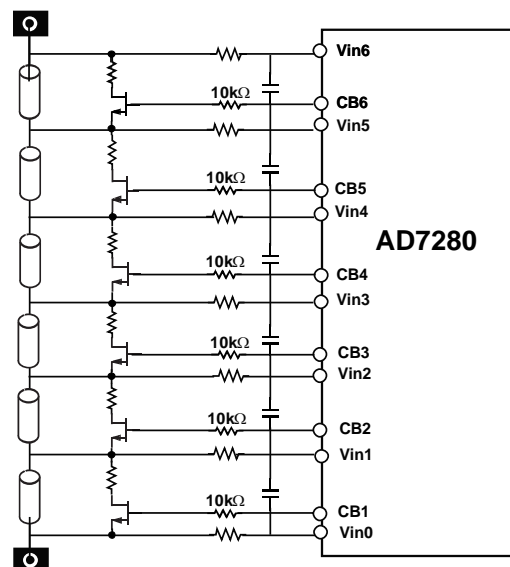 Vin6
10kΩ CB6
Vin5
10kΩ CB5
Vin4
AD7280
10kΩ CB4
Vin3
10kΩ CB3
Vin2
10kΩ CB2
Vin1
10kΩ CB1
Vin0